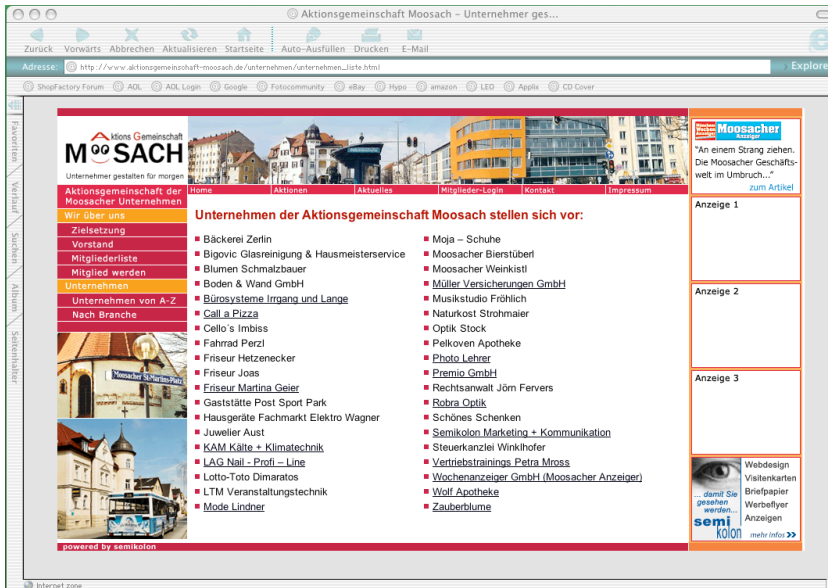 Aktionsgemeinschaft Moosach – Unternehmer ges...
Zurück Vorwärts Abbrechen Aktualisieren Startseite Auto-Ausfüllen Drucken E-Mail
Adresse: http://www.aktionsgemeinschaft-moosach.de/unternehmen/unternehmen_liste.html Explore
ShopFactory Forum AOL AOL Login Google Fotocommunity eBay Hypo amazon LEO Applix CD Cover
Favoriten
Verlauf
Suchen
Album
Seitenhalter
Aktions Gemeinschaft
MOOSACH
Unternehmer gestalten für morgen
Home Aktionen Aktuelles Mitglieder-Login Kontakt Impressum
Aktionsgemeinschaft der
Moosacher Unternehmen
Wir über uns
Zielsetzung
Vorstand
Mitgliederliste
Mitglied werden
Unternehmen
Unternehmen von A-Z
Nach Branche
Moosacher St-Martins-Platz
Unternehmen der Aktionsgemeinschaft Moosach stellen sich vor:
Bäckerei Zerlin
Bigovic Glasreinigung & Hausmeisterservice
Blumen Schmalzbauer
Boden & Wand GmbH
Bürosysteme Irrgang und Lange
Call a Pizza
Cello´s Imbiss
Fahrrad Perzl
Friseur Hetzenecker
Friseur Joas
Friseur Martina Geier
Gaststätte Post Sport Park
Hausgeräte Fachmarkt Elektro Wagner
Juwelier Aust
KAM Kälte + Klimatechnik
LAG Nail - Profi – Line
Lotto-Toto Dimaratos
LTM Veranstaltungstechnik
Mode Lindner
Moja – Schuhe
Moosacher Bierstüberl
Moosacher Weinkistl
Müller Versicherungen GmbH
Musikstudio Fröhlich
Naturkost Strohmaier
Optik Stock
Pelkoven Apotheke
Photo Lehrer
Premio GmbH
Rechtsanwalt Jörn Fervers
Robra Optik
Schönes Schenken
Semikolon Marketing + Kommunikation
Steuerkanzlei Winklhofer
Vertriebstrainings Petra Mross
Wochenanzeiger GmbH (Moosacher Anzeiger)
Wolf Apotheke
Zauberblume
Münchner
Wochen
Anzeiger
Moosacher
Anzeiger
"An einem Strang ziehen.
Die Moosacher Geschäfts-
welt im Umbruch..."
zum Artikel
Anzeige 1
Anzeige 2
Anzeige 3
... damit Sie
gesehen
werden...
semi
kolon
Webdesign
Visitenkarten
Briefpapier
Werbeflyer
Anzeigen
mehr Infos >>
powered by semikolon
Internet zone